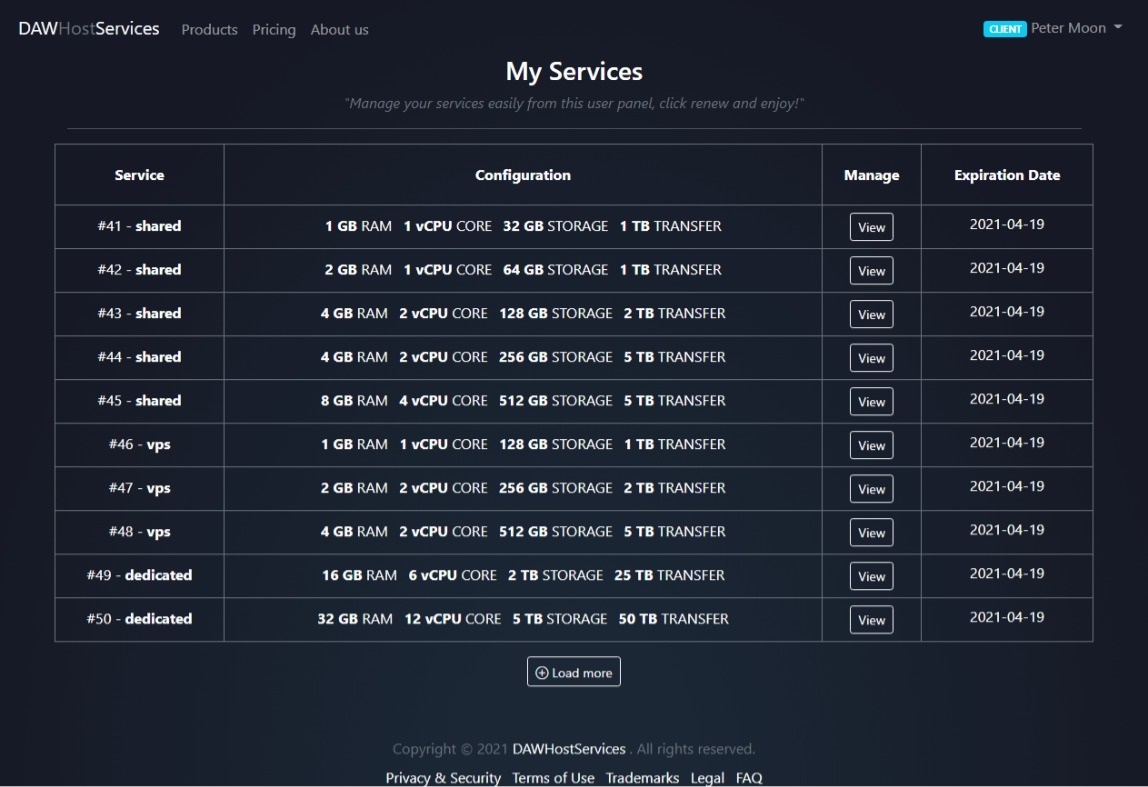 DAWHostServices Products Pricing About us CLIENT Peter Moon
My Services
"Manage your services easily from this user panel, click renew and enjoy!"
Service Configuration Manage Expiration Date
#41 - shared 1 GB RAM 1 vCPU CORE 32 GB STORAGE 1 TB TRANSFER View 2021-04-19
#42 - shared 2 GB RAM 1 vCPU CORE 64 GB STORAGE 1 TB TRANSFER View 2021-04-19
#43 - shared 4 GB RAM 2 vCPU CORE 128 GB STORAGE 2 TB TRANSFER View 2021-04-19
#44 - shared 4 GB RAM 2 vCPU CORE 256 GB STORAGE 5 TB TRANSFER View 2021-04-19
#45 - shared 8 GB RAM 4 vCPU CORE 512 GB STORAGE 5 TB TRANSFER View 2021-04-19
#46 - vps 1 GB RAM 1 vCPU CORE 128 GB STORAGE 1 TB TRANSFER View 2021-04-19
#47 - vps 2 GB RAM 2 vCPU CORE 256 GB STORAGE 2 TB TRANSFER View 2021-04-19
#48 - vps 4 GB RAM 2 vCPU CORE 512 GB STORAGE 5 TB TRANSFER View 2021-04-19
#49 - dedicated 16 GB RAM 6 vCPU CORE 2 TB STORAGE 25 TB TRANSFER View 2021-04-19
#50 - dedicated 32 GB RAM 12 vCPU CORE 5 TB STORAGE 50 TB TRANSFER View 2021-04-19
Load more
Copyright © 2021 DAWHostServices . All rights reserved.
Privacy & Security Terms of Use Trademarks Legal FAQ